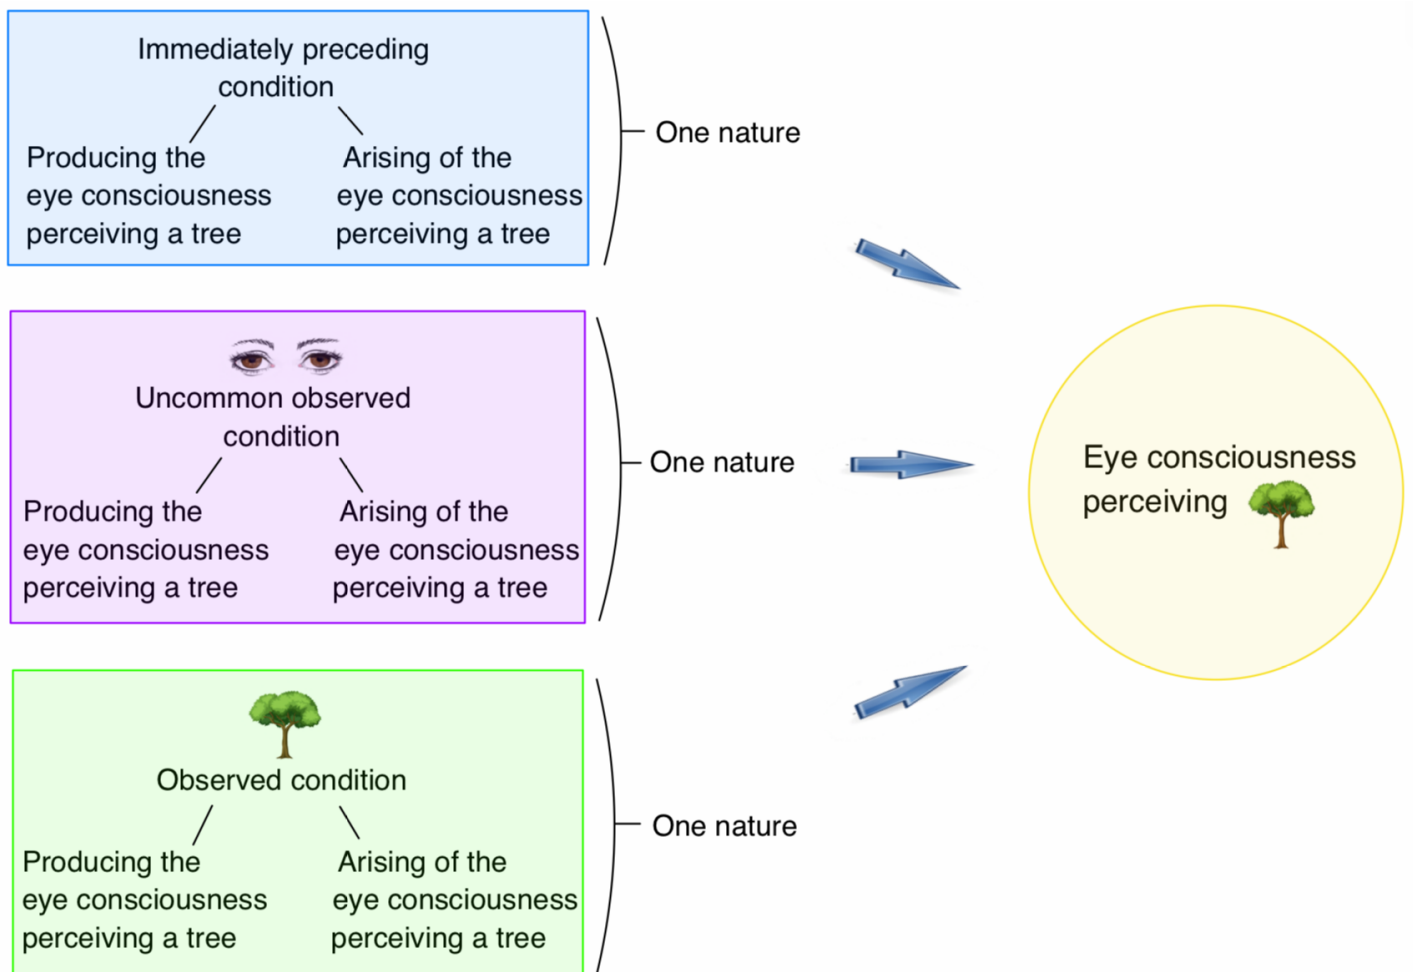 Immediately preceding
condition
Producing the
eye consciousness
perceiving a tree
Arising of the
eye consciousness
perceiving a tree
One nature
Uncommon observed
condition
Producing the
eye consciousness
perceiving a tree
Arising of the
eye consciousness
perceiving a tree
One nature
Observed condition
Producing the
eye consciousness
perceiving a tree
Arising of the
eye consciousness
perceiving a tree
One nature
Eye consciousness
perceiving